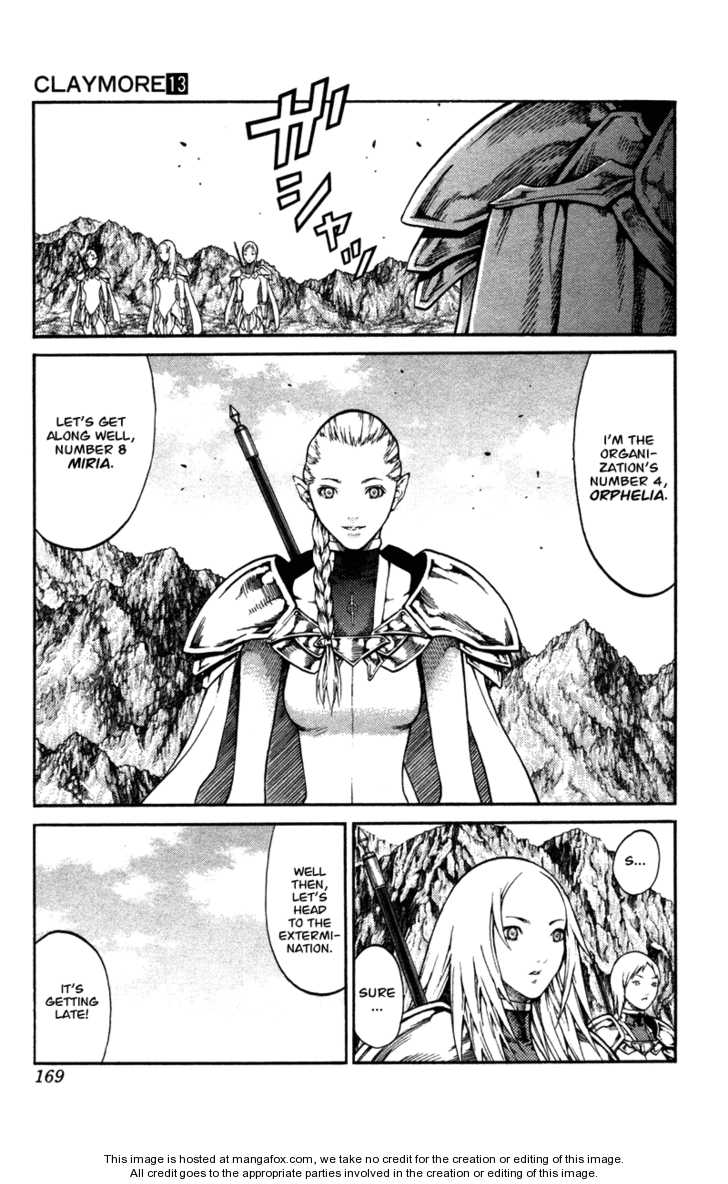 CLAYMORE 13
ガシャッ
I'M THE
ORGANI-
ZATION'S
NUMBER 4,
ORPHELIA.
LET'S GET
ALONG WELL,
NUMBER 8
MIRIA.
S...
SURE
...
WELL
THEN,
LET'S
HEAD
TO THE
EXTERMI-
NATION.
IT'S
GETTING
LATE!
169
This image is hosted at mangafox.com, we take no credit for the creation or editing of this image.
All credit goes to the appropriate parties involved in the creation or editing of this image.